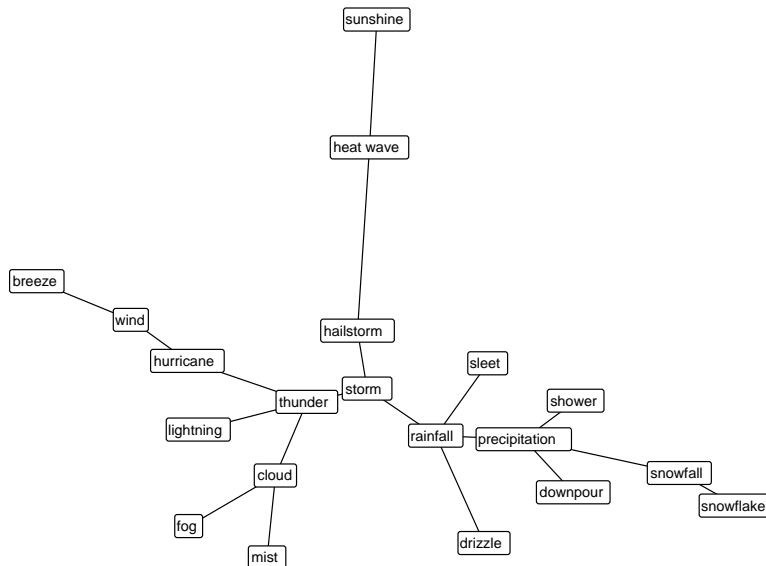 sunshine
heat wave
breeze
wind
hailstorm
hurricane
sleet
storm
thunder
shower
lightning
rainfall
precipitation
cloud
snowfall
downpour
snowflake
fog
drizzle
mist